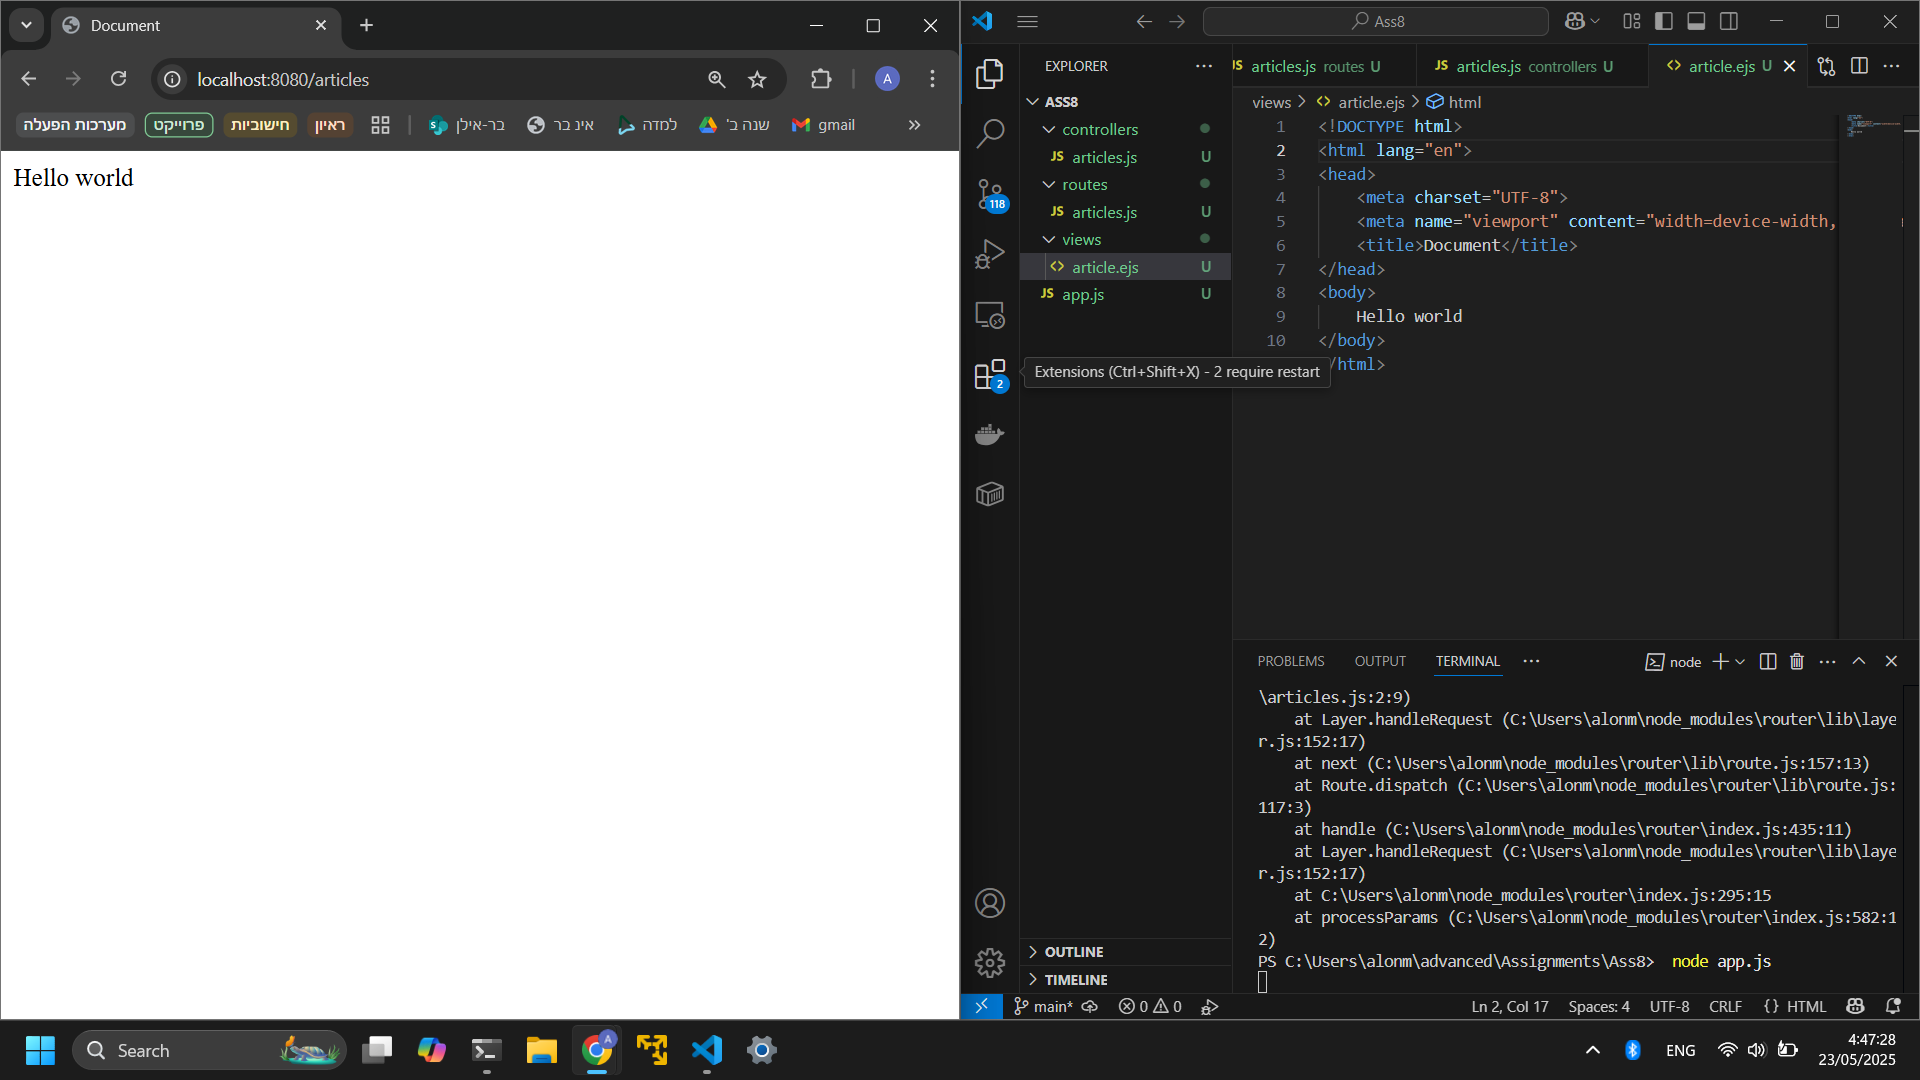 Document
localhost:8080/articles
A
מערכות הפעלה
פרוייקט
חישוביות
ראיון
בר-אילן
אינ בר
למדה
שנה ב'
gmail
Hello world
Ass8
EXPLORER
ASS8
controllers
JS articles.js U
routes
JS articles.js U
views
article.ejs U
JS app.js U
118
2
Extensions (Ctrl+Shift+X) - 2 require restart
OUTLINE
TIMELINE
JS articles.js routes U
JS articles.js controllers U
article.ejs U
views > article.ejs > html
1 <!DOCTYPE html>
2 <html lang="en">
3 <head>
4 <meta charset="UTF-8">
5 <meta name="viewport" content="width=device-width,
6 <title>Document</title>
7 </head>
8 <body>
9 Hello world
10 </body>
/html>
PROBLEMS OUTPUT TERMINAL
node
\articles.js:2:9)
at Layer.handleRequest (C:\Users\alonm\node_modules\router\lib\laye
r.js:152:17)
at next (C:\Users\alonm\node_modules\router\lib\route.js:157:13)
at Route.dispatch (C:\Users\alonm\node_modules\router\lib\route.js:
117:3)
at handle (C:\Users\alonm\node_modules\router\index.js:435:11)
at Layer.handleRequest (C:\Users\alonm\node_modules\router\lib\laye
r.js:152:17)
at C:\Users\alonm\node_modules\router\index.js:295:15
at processParams (C:\Users\alonm\node_modules\router\index.js:582:1
2)
PS C:\Users\alonm\advanced\Assignments\Ass8> node app.js
main* 0 0
Ln 2, Col 17 Spaces: 4 UTF-8 CRLF {} HTML
Search
A
ENG
4:47:28
23/05/2025